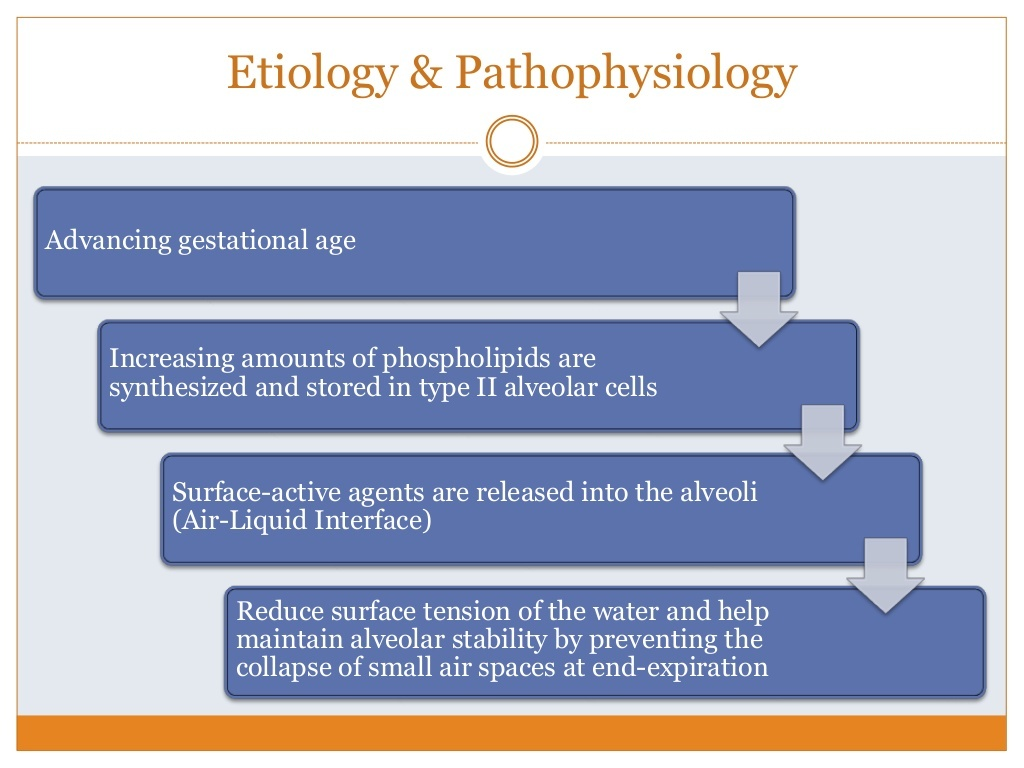 Etiology & Pathophysiology
Advancing gestational age
Increasing amounts of phospholipids are
synthesized and stored in type II alveolar cells
Surface-active agents are released into the alveoli
(Air-Liquid Interface)
Reduce surface tension of the water and help
maintain alveolar stability by preventing the
collapse of small air spaces at end-expiration